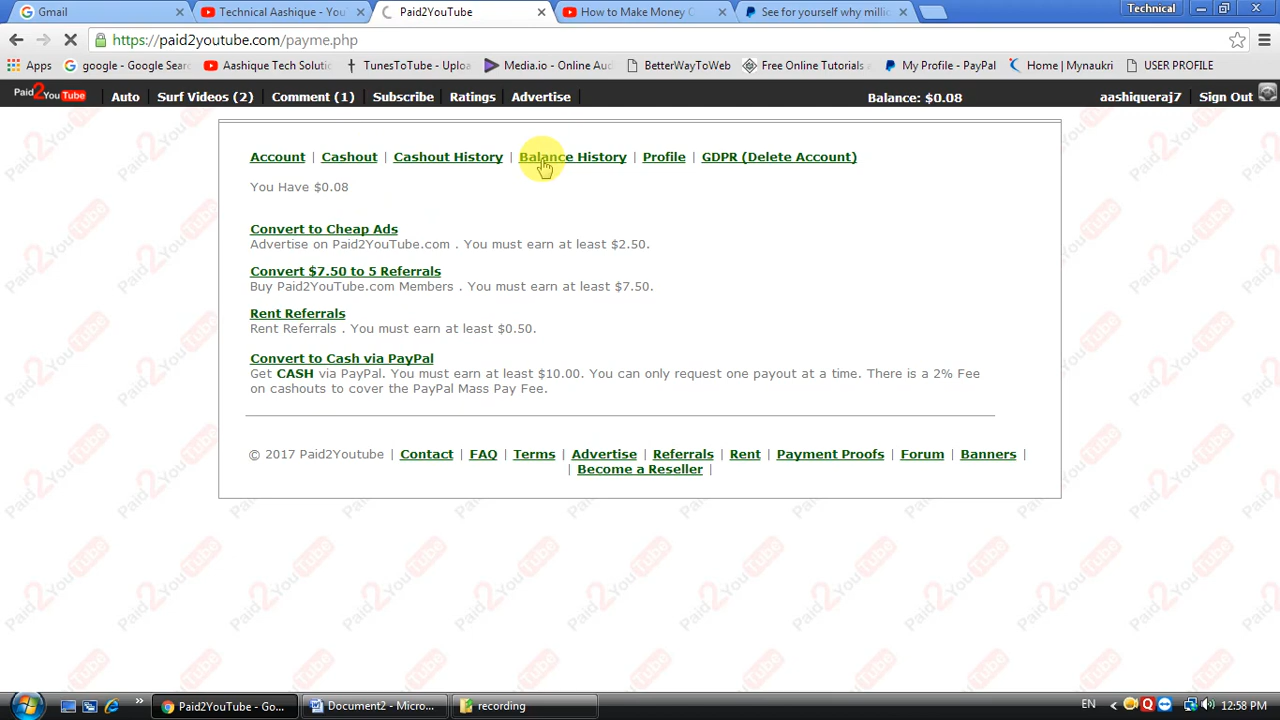 Gmail
Technical Aashique - You
Paid2YouTube
How to Make Money O
See for yourself why millio
Technical
https://paid2youtube.com/payme.php
Apps
google - Google Sear
Aashique Tech Solutio
TunesToTube - Uploa
Media.io - Online Aud
BetterWayToWeb
Free Online Tutorials a
My Profile - PayPal
Home | Mynaukri
USER PROFILE
Paid2YouTube
Auto
Surf Videos (2)
Comment (1)
Subscribe
Ratings
Advertise
Balance: $0.08
aashiqueraj7
Sign Out
Account | Cashout | Cashout History | Balance History | Profile | GDPR (Delete Account)
You Have $0.08
Convert to Cheap Ads
Advertise on Paid2YouTube.com . You must earn at least $2.50.
Convert $7.50 to 5 Referrals
Buy Paid2YouTube.com Members . You must earn at least $7.50.
Rent Referrals
Rent Referrals . You must earn at least $0.50.
Convert to Cash via PayPal
Get CASH via PayPal. You must earn at least $10.00. You can only request one payout at a time. There is a 2% Fee
on cashouts to cover the PayPal Mass Pay Fee.
© 2017 Paid2Youtube | Contact | FAQ | Terms | Advertise | Referrals | Rent | Payment Proofs | Forum | Banners |
| Become a Reseller |
Paid2YouTube - Goo...
Document2 - Micro...
recording
EN
12:58 PM